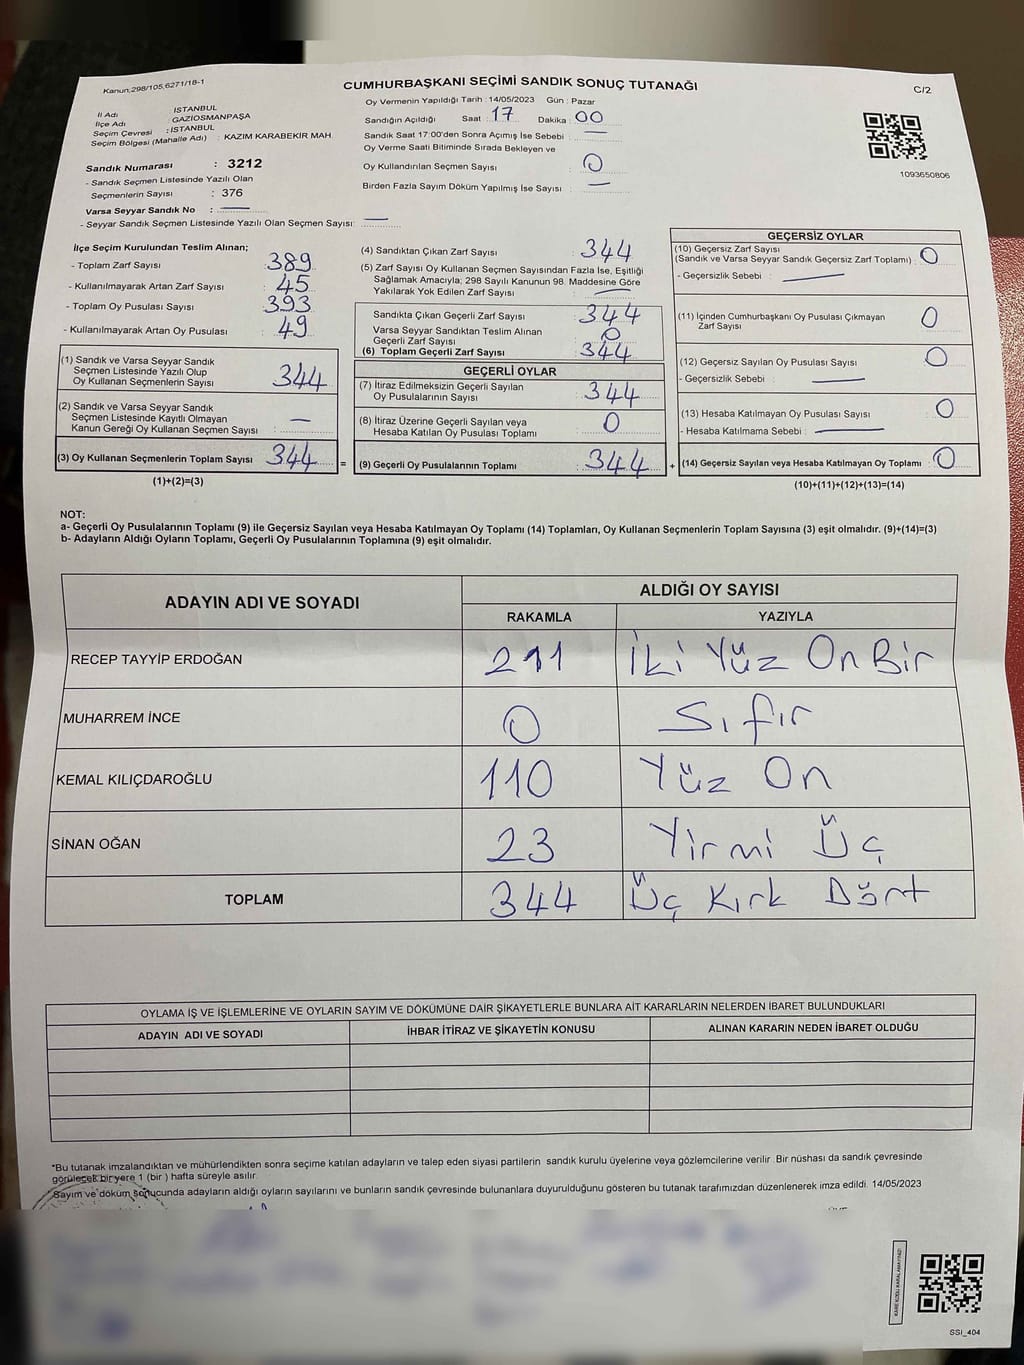 Kanun,298/105,6271/18-1
CUMHURBAŞKANI SEÇİMİ SANDIK SONUÇ TUTANAĞI
C/2
İl Adı : İSTANBUL
İlçe Adı : GAZİOSMANPAŞA
Seçim Çevresi : İSTANBUL
Seçim Bölgesi (Mahalle Adı) : KAZIM KARABEKİR MAH.
Sandık Numarası : 3212
- Sandık Seçmen Listesinde Yazılı Olan
Seçmenlerin Sayısı : 376
Varsa Seyyar Sandık No : —
- Seyyar Sandık Seçmen Listesinde Yazılı Olan Seçmen Sayısı: —
Oy Vermenin Yapıldığı Tarih : 14/05/2023 Gün : Pazar
Sandığın Açıldığı Saat : 17 Dakika : 00
Sandık Saat 17:00'den Sonra Açımış İse Sebebi : —
Oy Verme Saati Bitiminde Sırada Bekleyen ve
Oy Kullandırılan Seçmen Sayısı : 0
Birden Fazla Sayım Döküm Yapılmış İse Sayısı : —
1093650806
İlçe Seçim Kurulundan Teslim Alınan;
- Toplam Zarf Sayısı : 389
- Kullanılmayarak Artan Zarf Sayısı : 45
- Toplam Oy Pusulası Sayısı : 393
- Kullanılmayarak Artan Oy Pusulası : 49
(1) Sandık ve Varsa Seyyar Sandık
Seçmen Listesinde Yazılı Olup
Oy Kullanan Seçmenlerin Sayısı : 344
(2) Sandık ve Varsa Seyyar Sandık
Seçmen Listesinde Kayıtlı Olmayan
Kanun Gereği Oy Kullanan Seçmen Sayısı : —
(3) Oy Kullanan Seçmenlerin Toplam Sayısı : 344 =
(1)+(2)=(3)
(4) Sandıktan Çıkan Zarf Sayısı : 344
(5) Zarf Sayısı Oy Kullanan Seçmen Sayısından Fazla İse, Eşitliği
Sağlamak Amacıyla; 298 Sayılı Kanunun 98. Maddesine Göre
Yakılarak Yok Edilen Zarf Sayısı : —
Sandıkta Çıkan Geçerli Zarf Sayısı : 344
Varsa Seyyar Sandıktan Teslim Alınan
Geçerli Zarf Sayısı : 0
(6) Toplam Geçerli Zarf Sayısı : 344
GEÇERLİ OYLAR
(7) İtiraz Edilmeksizin Geçerli Sayılan
Oy Pusulalarının Sayısı : 344
(8) İtiraz Üzerine Geçerli Sayılan veya
Hesaba Katılan Oy Pusulası Toplamı : 0
(9) Geçerli Oy Pusulalarının Toplamı : 344 +
GEÇERSİZ OYLAR
(10) Geçersiz Zarf Sayısı
(Sandık ve Varsa Seyyar Sandık Geçersiz Zarf Toplamı) : 0
- Geçersizlik Sebebi : —
(11) İçinden Cumhurbaşkanı Oy Pusulası Çıkmayan
Zarf Sayısı : 0
(12) Geçersiz Sayılan Oy Pusulası Sayısı : 0
- Geçersizlik Sebebi : —
(13) Hesaba Katılmayan Oy Pusulası Sayısı : 0
- Hesaba Katılmama Sebebi : —
(14) Geçersiz Sayılan veya Hesaba Katılmayan Oy Toplamı : 0
(10)+(11)+(12)+(13)=(14)
NOT:
a- Geçerli Oy Pusulalarının Toplamı (9) ile Geçersiz Sayılan veya Hesaba Katılmayan Oy Toplamı (14) Toplamları, Oy Kullanan Seçmenlerin Toplam Sayısına (3) eşit olmalıdır. (9)+(14)=(3)
b- Adayların Aldığı Oyların Toplamı, Geçerli Oy Pusulalarının Toplamına (9) eşit olmalıdır.
ADAYIN ADI VE SOYADI
ALDIĞI OY SAYISI
RAKAMLA YAZIYLA
RECEP TAYYİP ERDOĞAN 211 İki Yüz On Bir
MUHARREM İNCE 0 Sıfır
KEMAL KILIÇDAROĞLU 110 Yüz On
SİNAN OĞAN 23 Yirmi Üç
TOPLAM 344 Üç Kırk Dört
OYLAMA İŞ VE İŞLEMLERİNE VE OYLARIN SAYIM VE DÖKÜMÜNE DAİR ŞİKAYETLERLE BUNLARA AİT KARARLARIN NELERDEN İBARET BULUNDUKLARI
ADAYIN ADI VE SOYADI İHBAR İTİRAZ VE ŞİKAYETİN KONUSU ALINAN KARARIN NEDEN İBARET OLDUĞU
*Bu tutanak imzalandıktan ve mühürlendikten sonra seçime katılan adayların ve talep eden siyasi partilerin sandık kurulu üyelerine veya gözlemcilerine verilir. Bir nüshası da sandık çevresinde
görülecek bir yere 1 (bir ) hafta süreyle asılır.
Sayım ve döküm sonucunda adayların aldığı oyların sayılarını ve bunların sandık çevresinde bulunanlara duyurulduğunu gösteren bu tutanak tarafımızdan düzenlenerek imza edildi. 14/05/2023
SSI_404